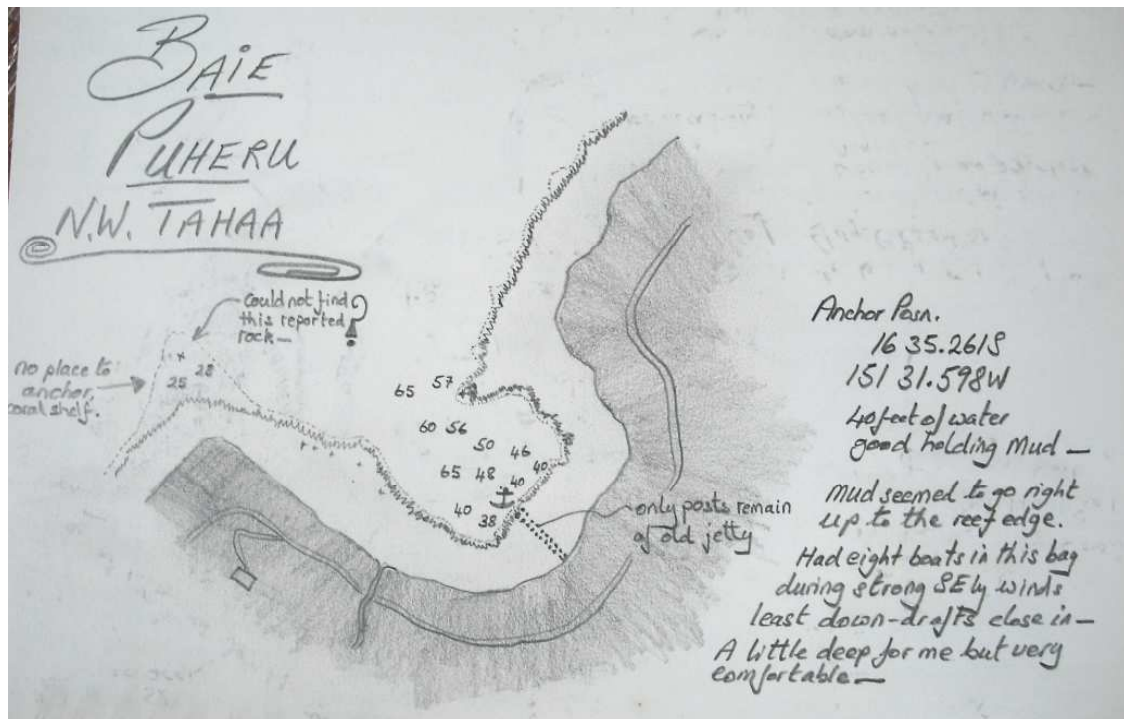 BAIE
PUHERU
N.W. TAHAA
Could not find
this reported
rock — ?
no place to
anchor,
coral shelf.
x
28
25
65 57
60 56
50
46
65 48 40
40
40
38
only posts remain
of old jetty
Anchor Posn.
16 35.261S
151 31.598W
40 feet of water
good holding Mud —
Mud seemed to go right
up to the reef edge.
Had eight boats in this bay
during strong SEly winds
least down-drafts close in —
A little deep for me but very
comfortable —